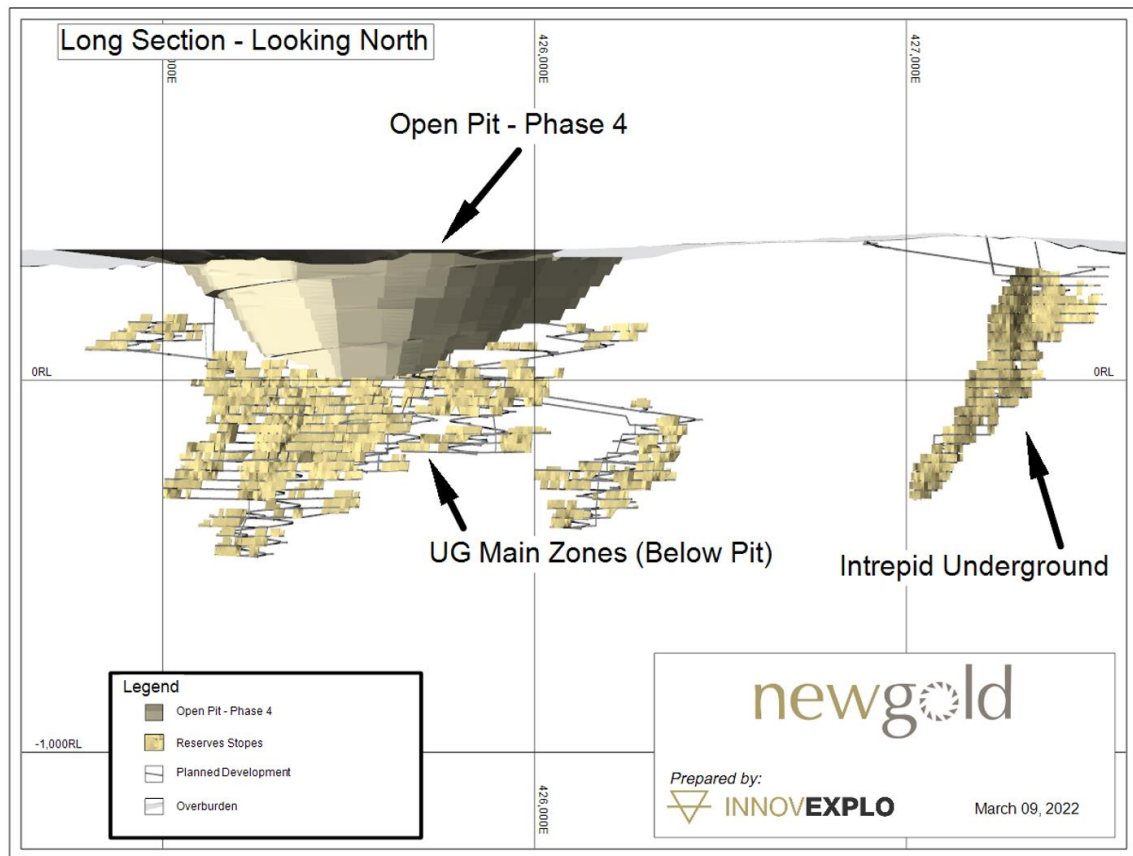 Long Section - Looking North
426,000E
427,000E
Open Pit - Phase 4
0RL
0RL
UG Main Zones (Below Pit)
Intrepid Underground
Legend
Open Pit - Phase 4
Reserves Stopes
Planned Development
Overburden
-1,000RL
426,000E
newgold
Prepared by:
INNOVEXPLO
March 09, 2022